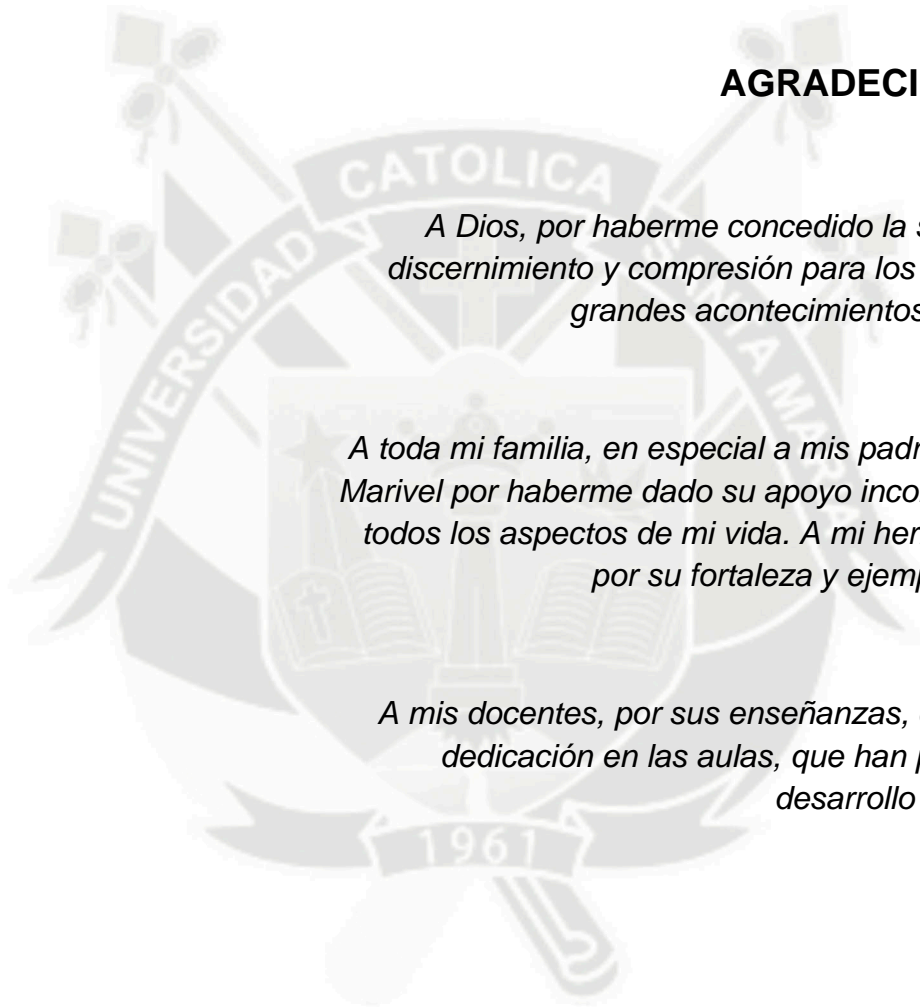 AGRADECI
A Dios, por haberme concedido la s
discernimiento y compresión para los
grandes acontecimientos
A toda mi familia, en especial a mis padr
Marivel por haberme dado su apoyo inco
todos los aspectos de mi vida. A mi her
por su fortaleza y ejemp
A mis docentes, por sus enseñanzas,
dedicación en las aulas, que han p
desarrollo
UNIVERSIDAD CATOLICA
1961